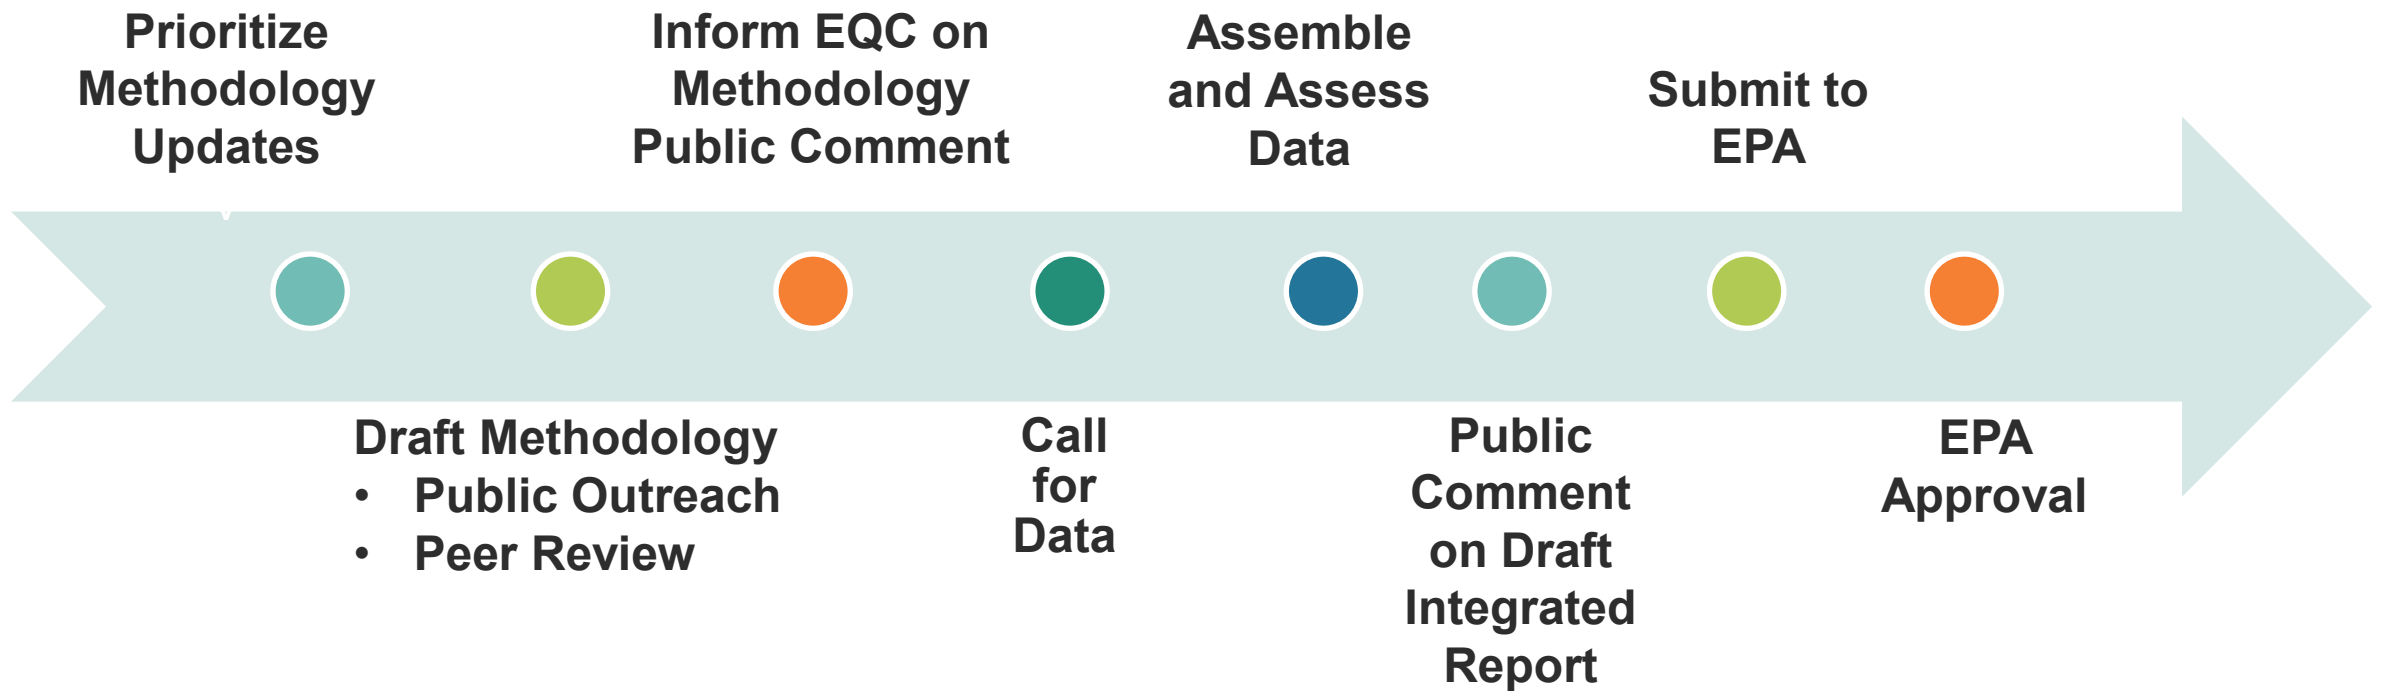 Prioritize
Methodology
Updates
Draft Methodology
• Public Outreach
• Peer Review
Inform EQC on
Methodology
Public Comment
Call
for
Data
Assemble
and Assess
Data
Public
Comment
on Draft
Integrated
Report
Submit to
EPA
EPA
Approval